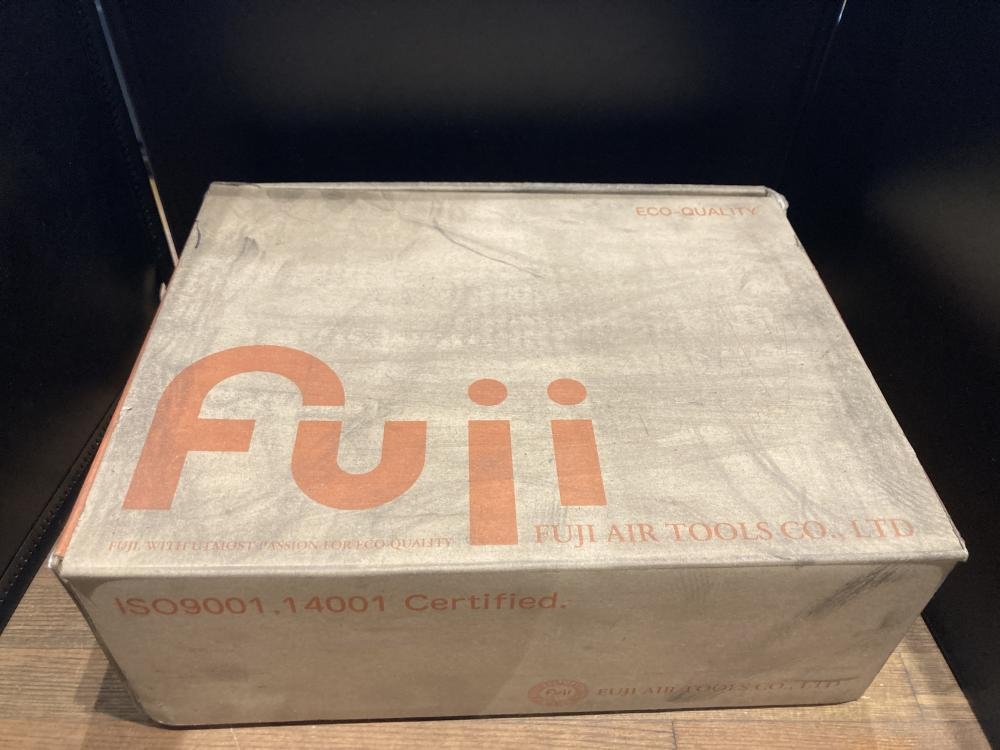 ECO-QUALITY
Fuji
FUJI, WITH UTMOST PASSION FOR ECO-QUALITY
FUJI AIR TOOLS CO., LTD
ISO9001.14001 Certified.
Fuji
FUJI AIR TOOLS CO., LTD